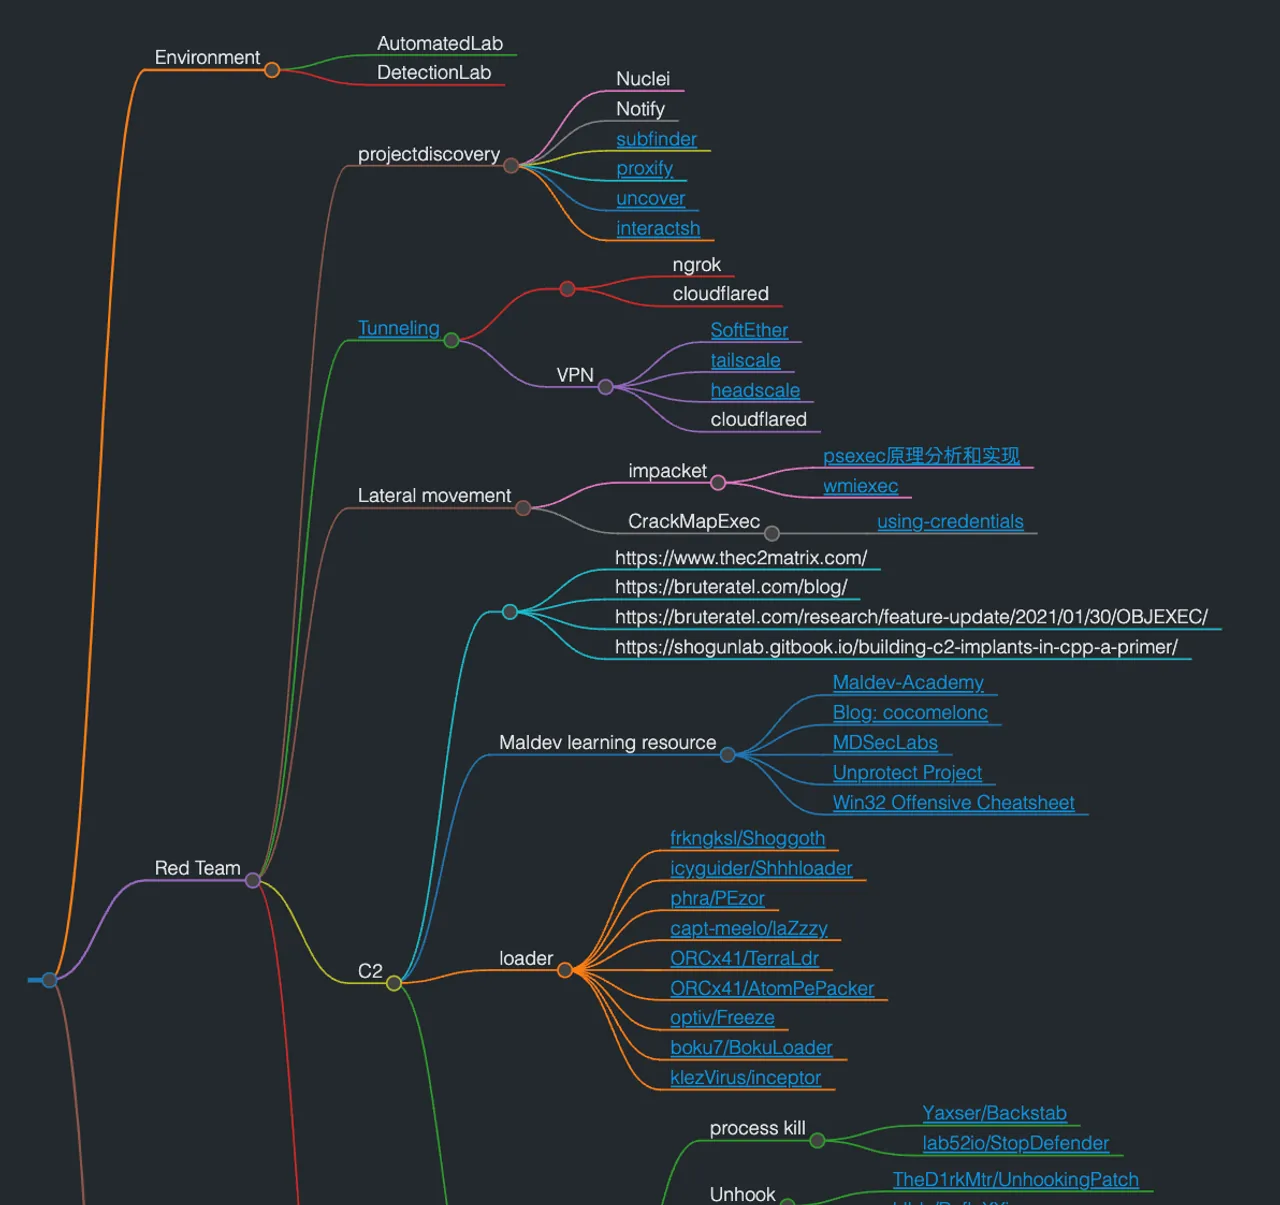 Environment
AutomatedLab
DetectionLab
projectdiscovery
Nuclei
Notify
subfinder
proxify
uncover
interactsh
Tunneling
ngrok
cloudflared
VPN
SoftEther
tailscale
headscale
cloudflared
Lateral movement
impacket
psexec原理分析和实现
wmiexec
CrackMapExec
using-credentials
https://www.thec2matrix.com/
https://bruteratel.com/blog/
https://bruteratel.com/research/feature-update/2021/01/30/OBJEXEC/
https://shogunlab.gitbook.io/building-c2-implants-in-cpp-a-primer/
Maldev learning resource
Maldev-Academy
Blog: cocomelonc
MDSecLabs
Unprotect Project
Win32 Offensive Cheatsheet
Red Team
C2
loader
frkngksl/Shoggoth
icyguider/Shhhloader
phra/PEzor
capt-meelo/laZzzy
ORCx41/TerraLdr
ORCx41/AtomPePacker
optiv/Freeze
boku7/BokuLoader
klezVirus/inceptor
process kill
Yaxser/Backstab
lab52io/StopDefender
Unhook
TheD1rkMtr/UnhookingPatch